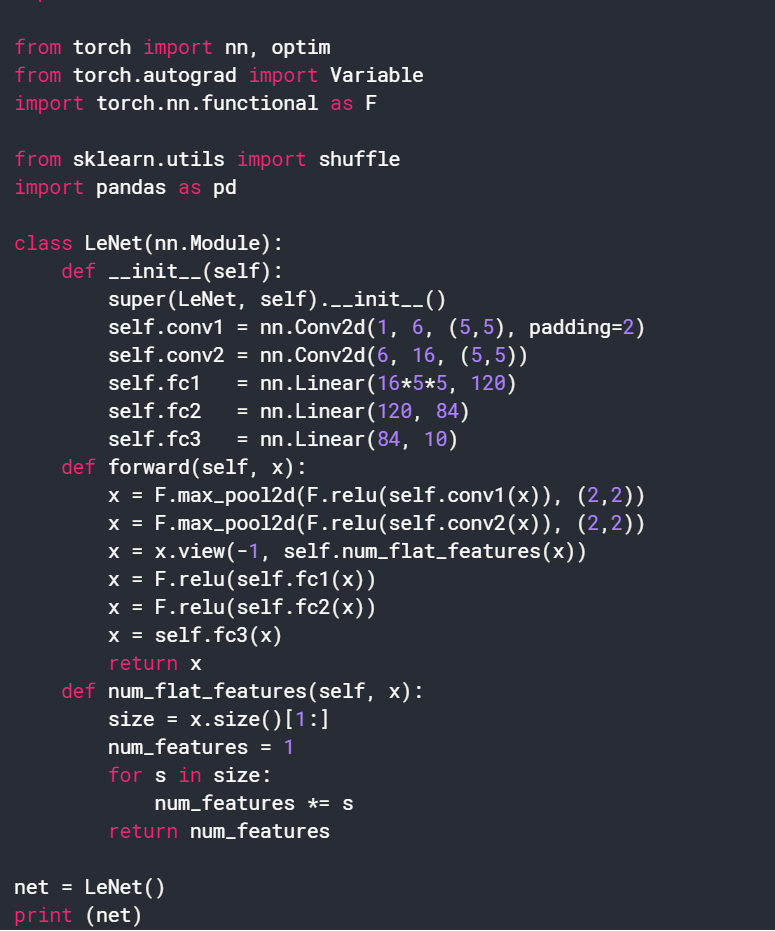 from torch import nn, optim
from torch.autograd import Variable
import torch.nn.functional as F

from sklearn.utils import shuffle
import pandas as pd

class LeNet(nn.Module):
    def __init__(self):
        super(LeNet, self).__init__()
        self.conv1 = nn.Conv2d(1, 6, (5,5), padding=2)
        self.conv2 = nn.Conv2d(6, 16, (5,5))
        self.fc1   = nn.Linear(16*5*5, 120)
        self.fc2   = nn.Linear(120, 84)
        self.fc3   = nn.Linear(84, 10)
    def forward(self, x):
        x = F.max_pool2d(F.relu(self.conv1(x)), (2,2))
        x = F.max_pool2d(F.relu(self.conv2(x)), (2,2))
        x = x.view(-1, self.num_flat_features(x))
        x = F.relu(self.fc1(x))
        x = F.relu(self.fc2(x))
        x = self.fc3(x)
        return x
    def num_flat_features(self, x):
        size = x.size()[1:]
        num_features = 1
        for s in size:
            num_features *= s
        return num_features

net = LeNet()
print (net)